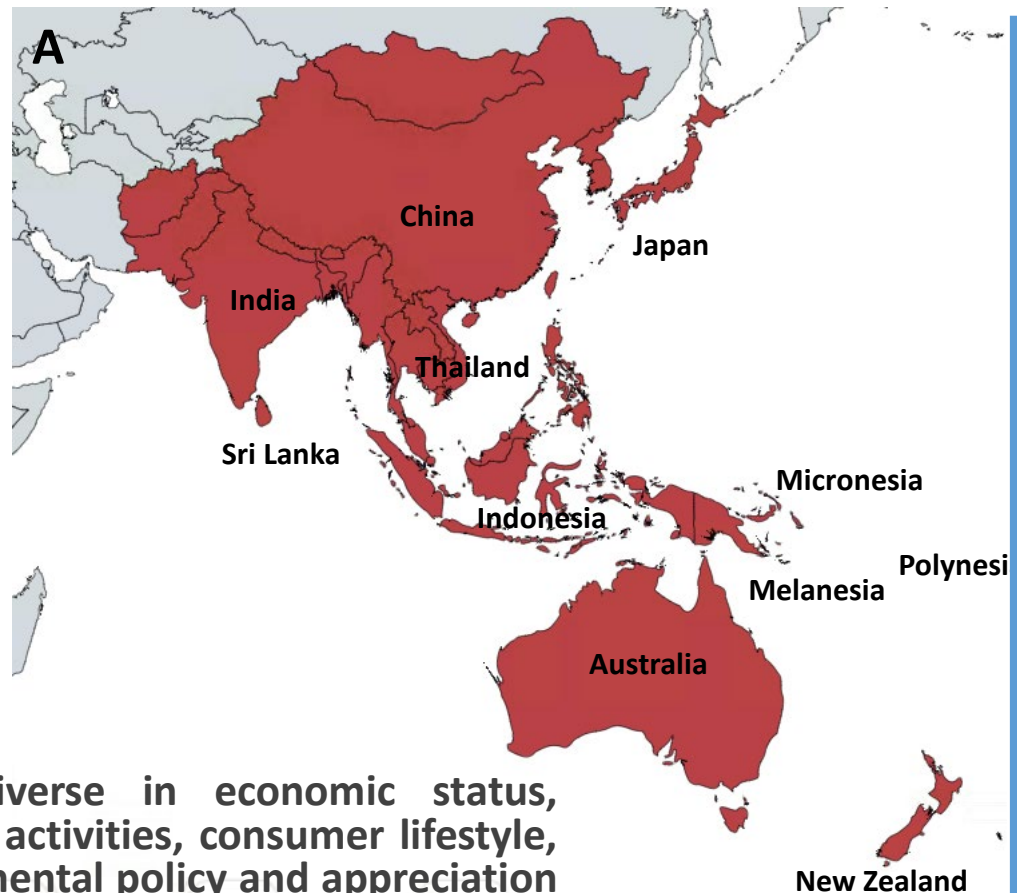 A
China
Japan
India
Thailand
Sri Lanka
Micronesia
Indonesia
Polynesi
Melanesia
Australia
iverse in economic status,
activities, consumer lifestyle,
mental policy and appreciation
New Zealand